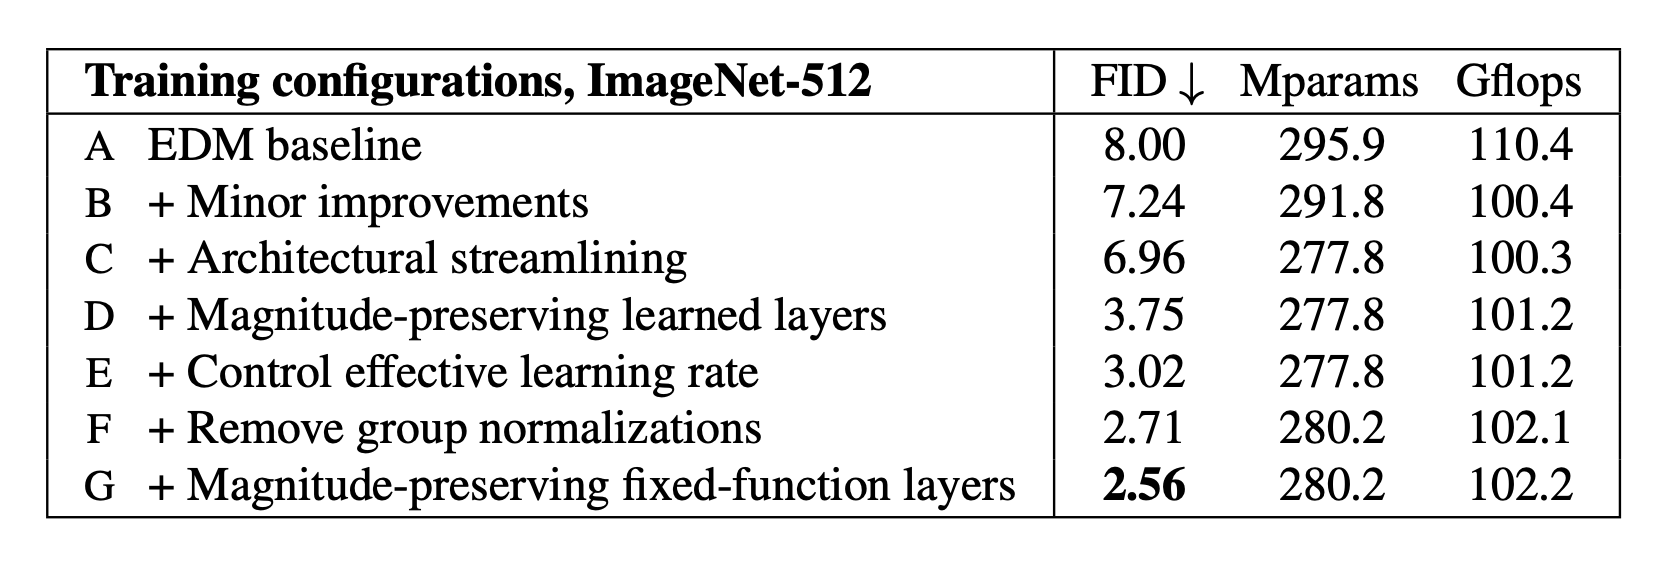 Training configurations, ImageNet-512 FID ↓ Mparams Gflops
A EDM baseline 8.00 295.9 110.4
B + Minor improvements 7.24 291.8 100.4
C + Architectural streamlining 6.96 277.8 100.3
D + Magnitude-preserving learned layers 3.75 277.8 101.2
E + Control effective learning rate 3.02 277.8 101.2
F + Remove group normalizations 2.71 280.2 102.1
G + Magnitude-preserving fixed-function layers 2.56 280.2 102.2